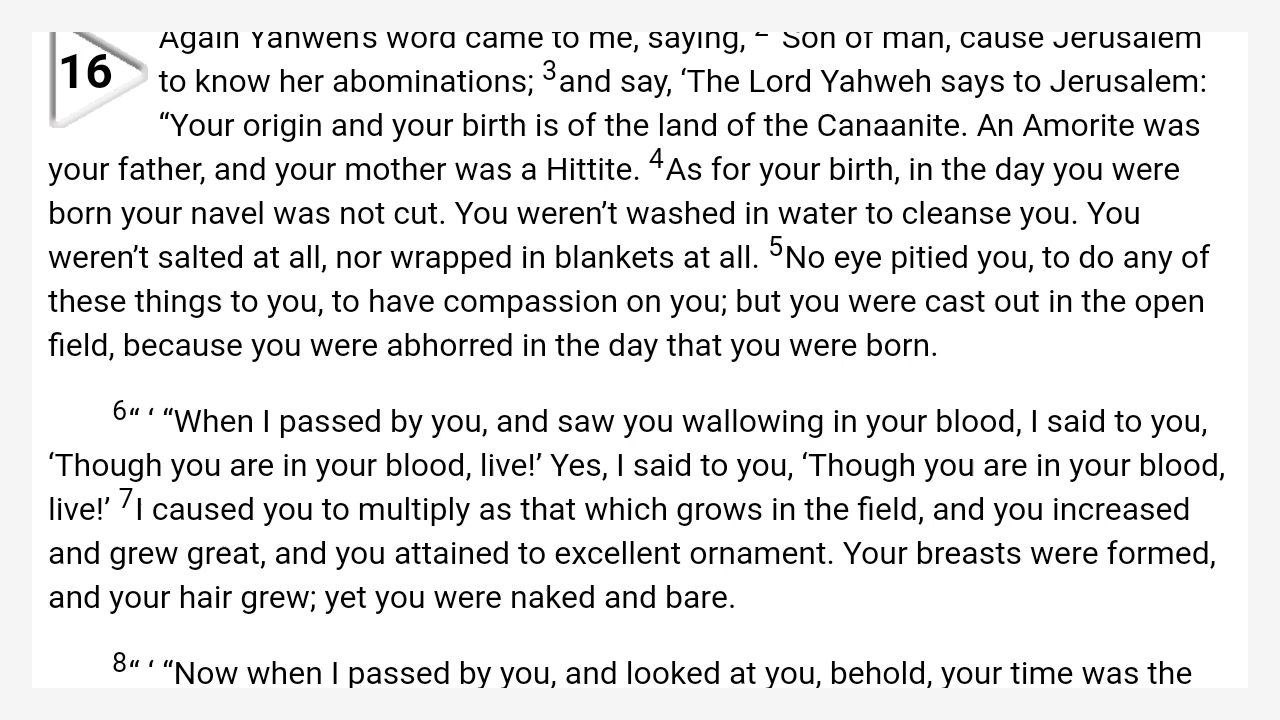 Again Yahweh’s word came to me, saying, 2 “Son of man, cause Jerusalem
16 to know her abominations; 3 and say, ‘The Lord Yahweh says to Jerusalem:
“Your origin and your birth is of the land of the Canaanite. An Amorite was
your father, and your mother was a Hittite. 4 As for your birth, in the day you were
born your navel was not cut. You weren’t washed in water to cleanse you. You
weren’t salted at all, nor wrapped in blankets at all. 5 No eye pitied you, to do any of
these things to you, to have compassion on you; but you were cast out in the open
field, because you were abhorred in the day that you were born.
6 “ ‘ “When I passed by you, and saw you wallowing in your blood, I said to you,
‘Though you are in your blood, live!’ Yes, I said to you, ‘Though you are in your blood,
live!’ 7 I caused you to multiply as that which grows in the field, and you increased
and grew great, and you attained to excellent ornament. Your breasts were formed,
and your hair grew; yet you were naked and bare.
8 “ ‘ “Now when I passed by you, and looked at you, behold, your time was the